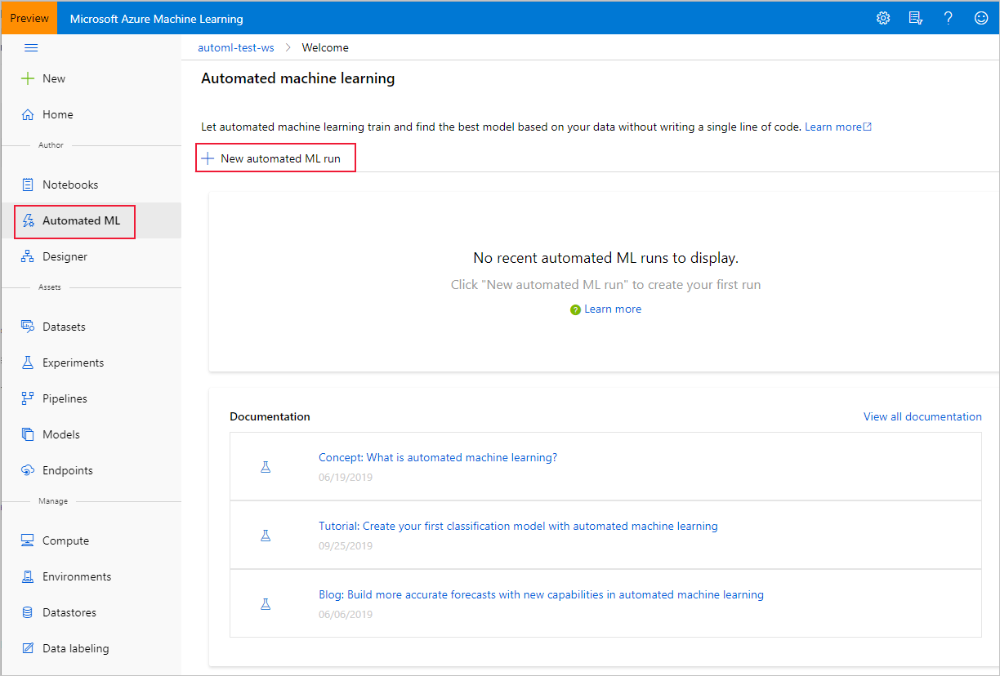 Preview
Microsoft Azure Machine Learning
automl-test-ws > Welcome
New
Home
Author
Notebooks
Automated ML
Designer
Assets
Datasets
Experiments
Pipelines
Models
Endpoints
Manage
Compute
Environments
Datastores
Data labeling
Automated machine learning
Let automated machine learning train and find the best model based on your data without writing a single line of code. Learn more
New automated ML run
No recent automated ML runs to display.
Click "New automated ML run" to create your first run
Learn more
Documentation
View all documentation
Concept: What is automated machine learning?
06/19/2019
Tutorial: Create your first classification model with automated machine learning
09/25/2019
Blog: Build more accurate forecasts with new capabilities in automated machine learning
06/06/2019